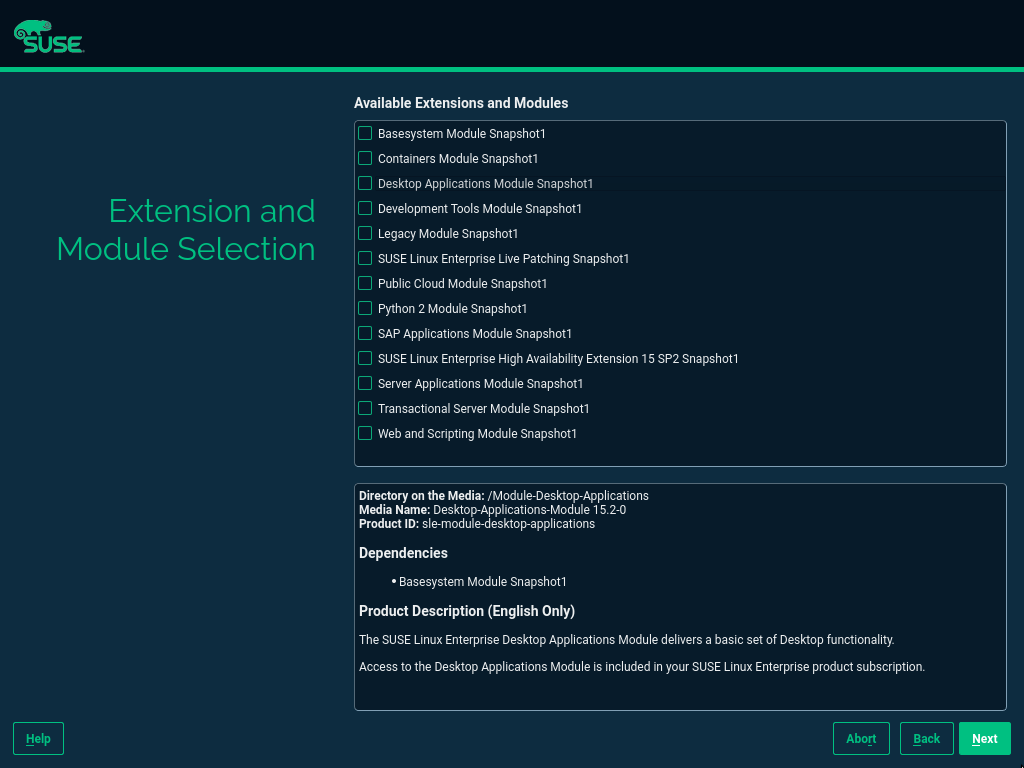 SUSE
Available Extensions and Modules
Extension and
Module Selection
Basesystem Module Snapshot1
Containers Module Snapshot1
Desktop Applications Module Snapshot1
Development Tools Module Snapshot1
Legacy Module Snapshot1
SUSE Linux Enterprise Live Patching Snapshot1
Public Cloud Module Snapshot1
Python 2 Module Snapshot1
SAP Applications Module Snapshot1
SUSE Linux Enterprise High Availability Extension 15 SP2 Snapshot1
Server Applications Module Snapshot1
Transactional Server Module Snapshot1
Web and Scripting Module Snapshot1
Directory on the Media: /Module-Desktop-Applications
Media Name: Desktop-Applications-Module 15.2-0
Product ID: sle-module-desktop-applications
Dependencies
• Basesystem Module Snapshot1
Product Description (English Only)
The SUSE Linux Enterprise Desktop Applications Module delivers a basic set of Desktop functionality.
Access to the Desktop Applications Module is included in your SUSE Linux Enterprise product subscription.
Help Abort Back Next